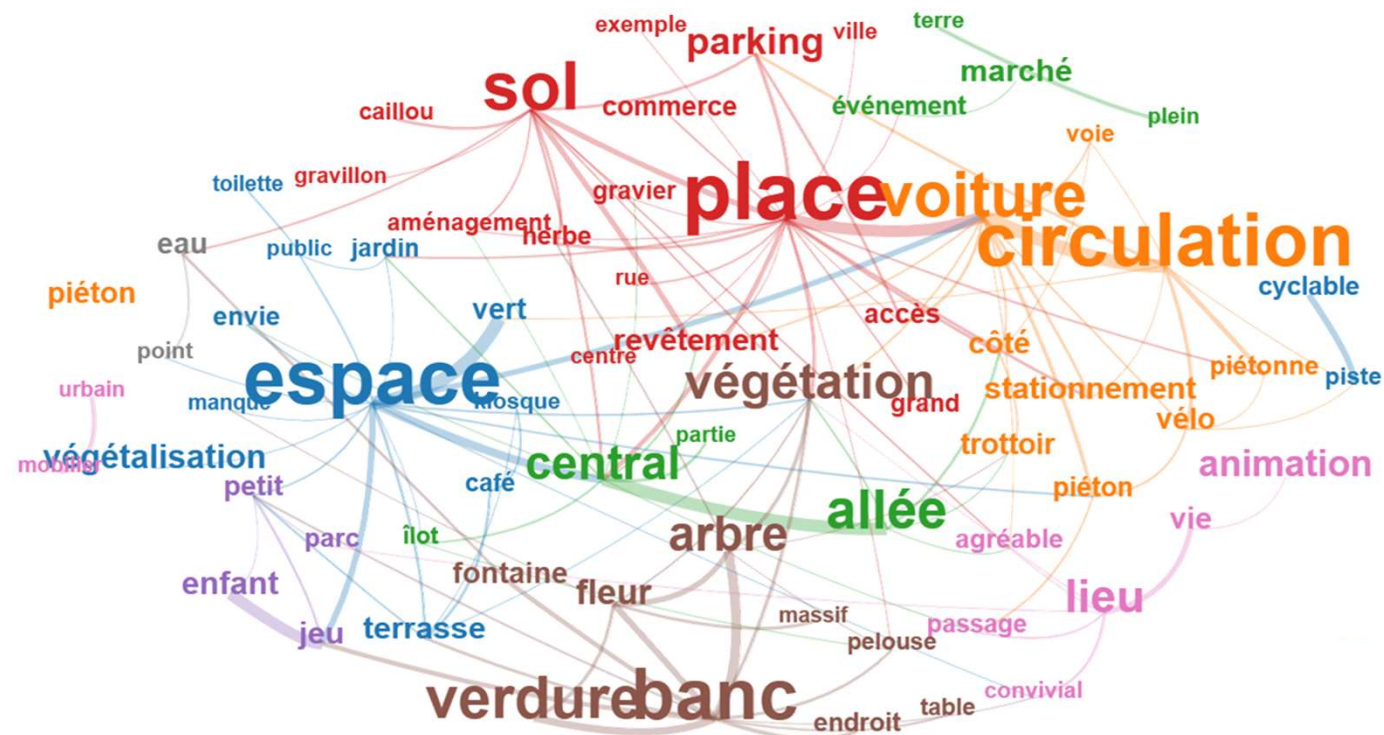 terre
exemple
ville
parking
marché
sol
commerce
événement
caillou
plein
voie
gravillon
toilette
gravier
place
voiture
aménagement
herbe
eau
public
jardin
circulation
rue
cyclable
piéton
vert
envie
accès
revêtement
côté
point
centre
piétonne
piste
espace
végétation
urbain
stationnement
manque
kiosque
grand
vélo
partie
trottoir
végétalisation
mobilier
central
animation
petit
café
piéton
allée
vie
arbre
îlot
parc
agréable
fontaine
enfant
fleur
lieu
massif
passage
jeu
terrasse
pelouse
convivial
verdure
banc
table
endroit